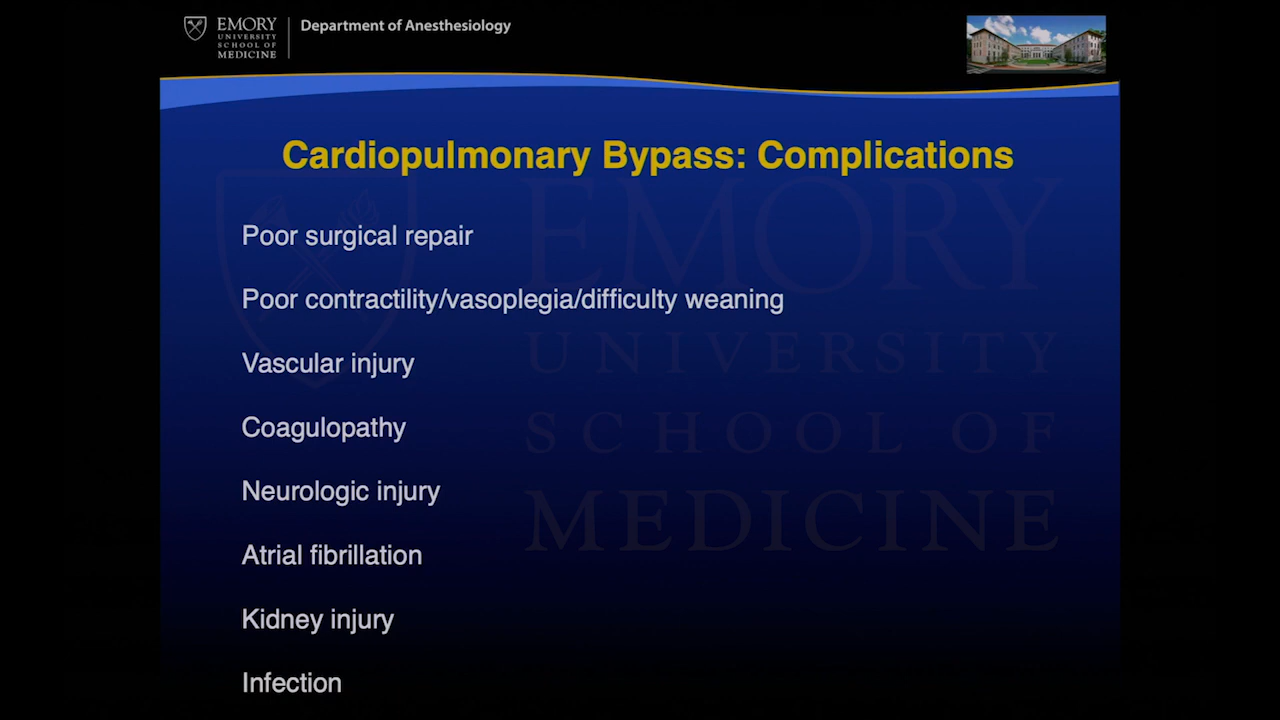 EMORY
UNIVERSITY
SCHOOL OF
MEDICINE
Department of Anesthesiology
Cardiopulmonary Bypass: Complications
Poor surgical repair
Poor contractility/vasoplegia/difficulty weaning
Vascular injury
Coagulopathy
Neurologic injury
Atrial fibrillation
Kidney injury
Infection
EMORY
UNIVERSITY
SCHOOL OF
MEDICINE